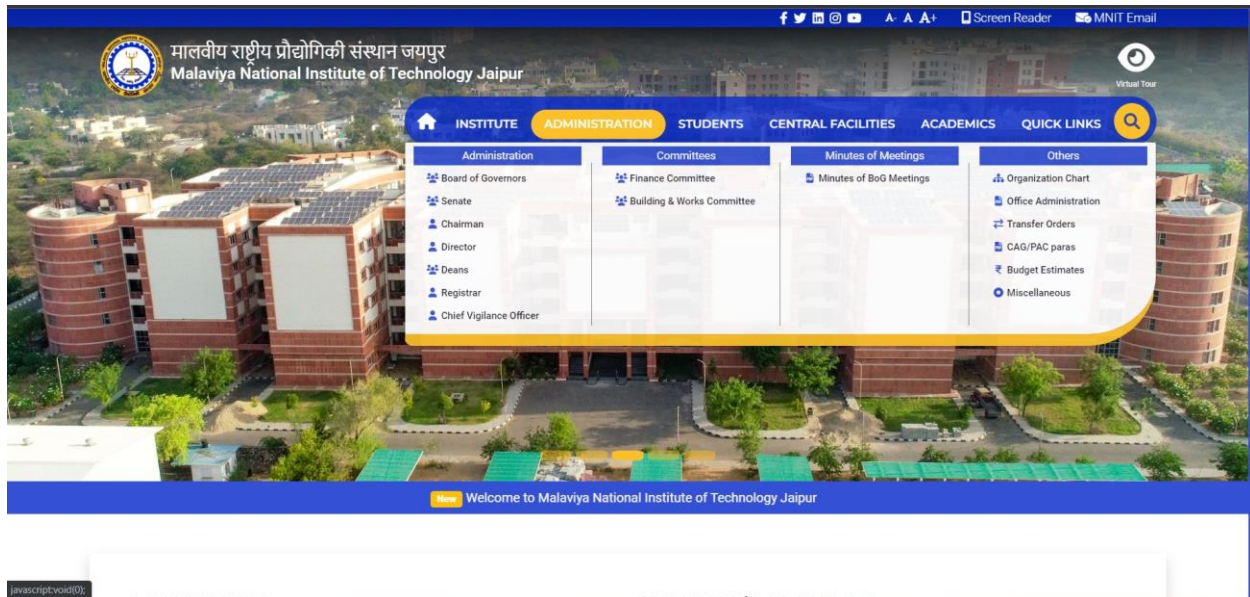 A- A A+ Screen Reader MNIT Email
मालवीय राष्ट्रीय प्रौद्योगिकी संस्थान जयपुर
Malaviya National Institute of Technology Jaipur
Virtual Tour
INSTITUTE ADMINISTRATION STUDENTS CENTRAL FACILITIES ACADEMICS QUICK LINKS
Administration
Board of Governors
Senate
Chairman
Director
Deans
Registrar
Chief Vigilance Officer
Committees
Finance Committee
Building & Works Committee
Minutes of Meetings
Minutes of BoG Meetings
Others
Organization Chart
Office Administration
Transfer Orders
CAG/PAC paras
Budget Estimates
Miscellaneous
New Welcome to Malaviya National Institute of Technology Jaipur
javascript:void(0);